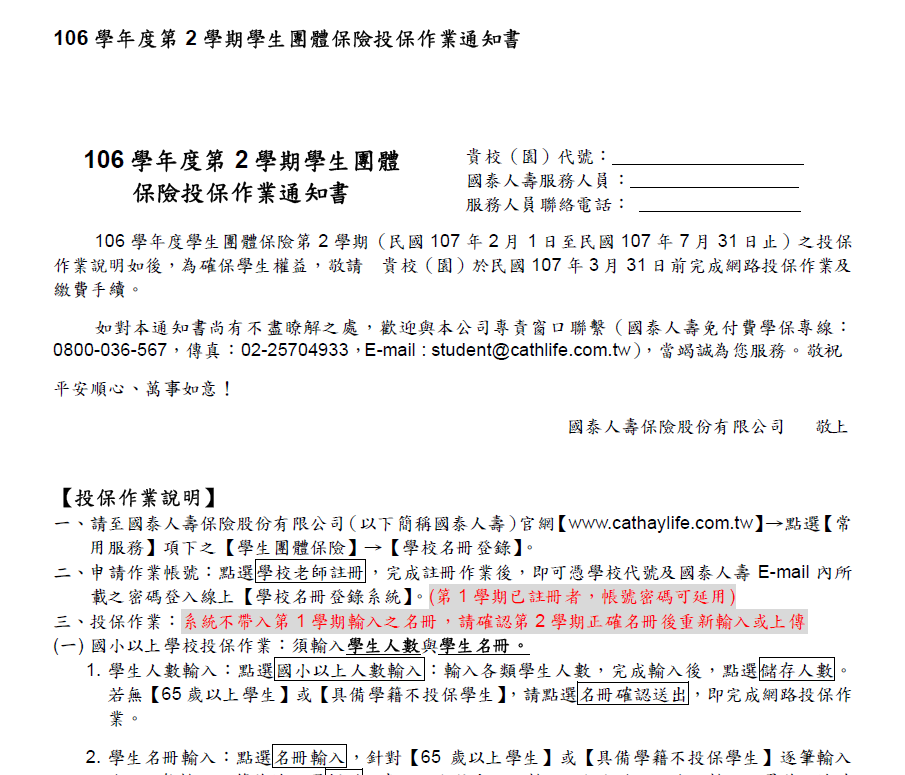 106 學年度第 2 學期學生團體保險投保作業通知書
106 學年度第 2 學期學生團體
保險投保作業通知書
貴校（園）代號：
國泰人壽服務人員：
服務人員聯絡電話：
106 學年度學生團體保險第 2 學期（民國 107 年 2 月 1 日至民國 107 年 7 月 31 日止）之投保
作業說明如後，為確保學生權益，敬請　貴校（園）於民國 107 年 3 月 31 日前完成網路投保作業及
繳費手續。
如對本通知書尚有不盡瞭解之處，歡迎與本公司專責窗口聯繫（國泰人壽免付費學保專線：
0800-036-567，傳真：02-25704933，E-mail：student@cathlife.com.tw），當竭誠為您服務。敬祝
平安順心、萬事如意！
國泰人壽保險股份有限公司　敬上
【投保作業說明】
一、請至國泰人壽保險股份有限公司（以下簡稱國泰人壽）官網【www.cathaylife.com.tw】→點選【常
用服務】項下之【學生團體保險】→【學校名冊登錄】。
二、申請作業帳號：點選學校老師註冊，完成註冊作業後，即可憑學校代號及國泰人壽 E-mail 內所
載之密碼登入線上【學校名冊登錄系統】。(第 1 學期已註冊者，帳號密碼可延用)
三、投保作業：系統不帶入第 1 學期輸入之名冊，請確認第 2 學期正確名冊後重新輸入或上傳
(一) 國小以上學校投保作業：須輸入學生人數與學生名冊。
1. 學生人數輸入：點選國小以上人數輸入：輸入各類學生人數，完成輸入後，點選儲存人數。
若無【65 歲以上學生】或【具備學籍不投保學生】，請點選名冊確認送出，即完成網路投保作
業。
2. 學生名冊輸入：點選名冊輸入，針對【65 歲以上學生】或【具備學籍不投保學生】逐筆輸入